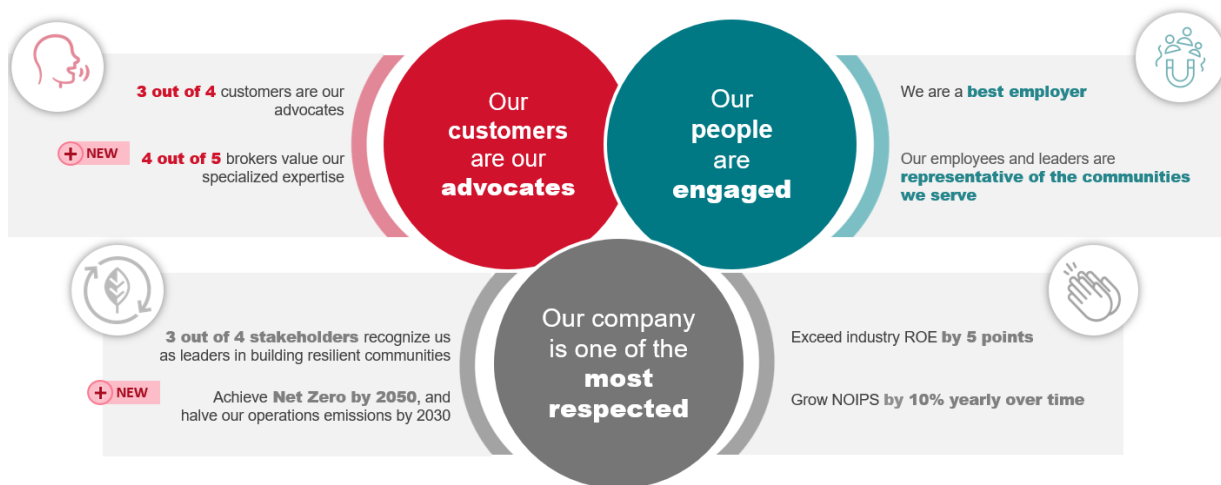 3 out of 4 customers are our
advocates
NEW
4 out of 5 brokers value our
specialized expertise
Our
customers
are our
advocates
Our
people
are
engaged
We are a best employer
Our employees and leaders are
representative of the communities
we serve
3 out of 4 stakeholders recognize us
as leaders in building resilient communities
NEW
Achieve Net Zero by 2050, and
halve our operations emissions by 2030
Our company
is one of the
most
respected
Exceed industry ROE by 5 points
Grow NOIPS by 10% yearly over time